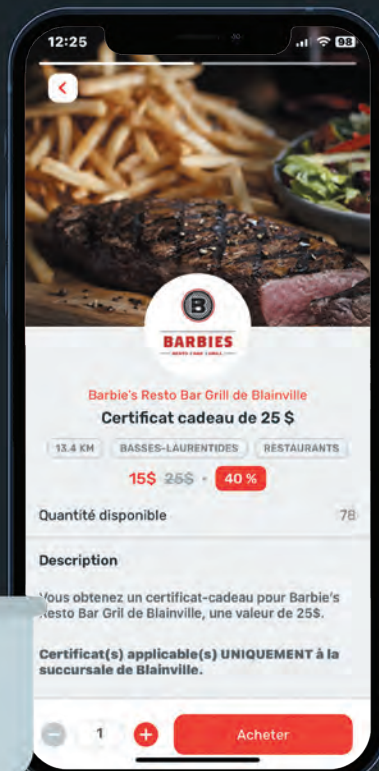 12:25
98
B
BARBIES
RESTO BAR GRILL
Barbie's Resto Bar Grill de Blainville
Certificat cadeau de 25 $
13.4 KM BASSES-LAURENTIDES RESTAURANTS
15$ 25$ • 40 %
Quantité disponible 78
Description
Vous obtenez un certificat-cadeau pour Barbie's
Resto Bar Gril de Blainville, une valeur de 25$.
Certificat(s) applicable(s) UNIQUEMENT à la
succursale de Blainville.
1 Acheter